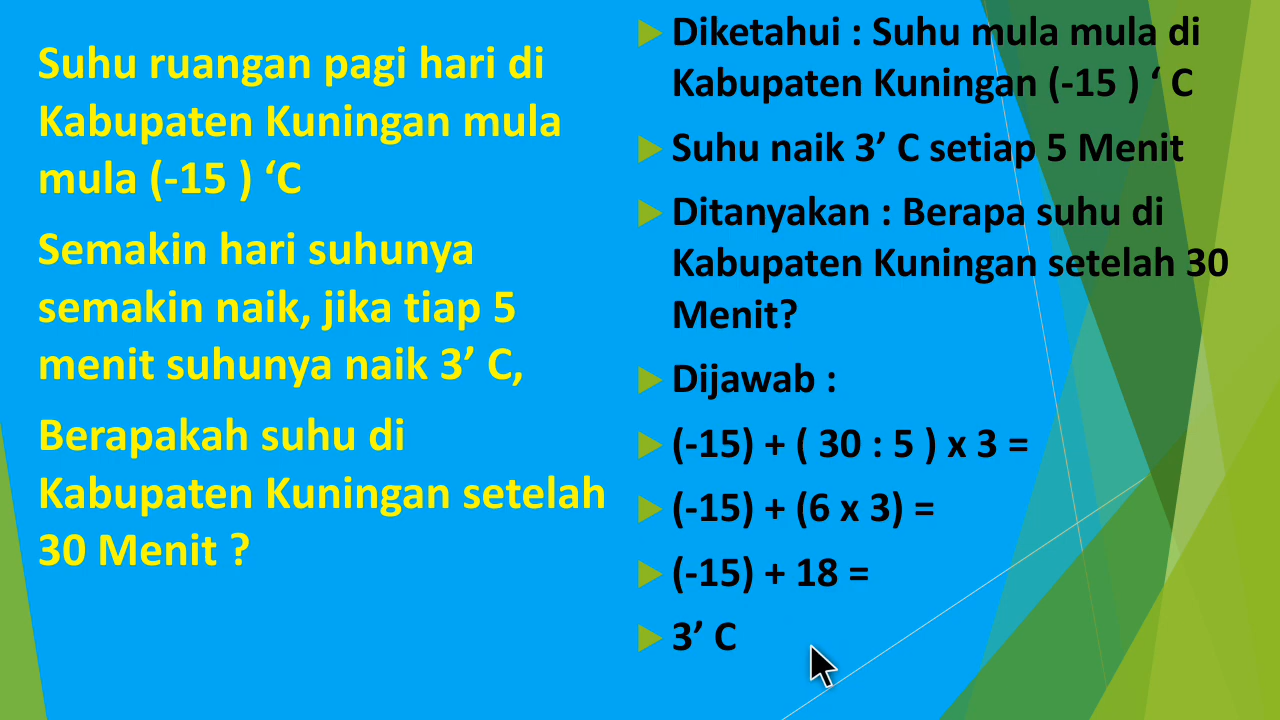 Suhu ruangan pagi hari di
Kabupaten Kuningan mula
mula (-15 ) ‘C
Semakin hari suhunya
semakin naik, jika tiap 5
menit suhunya naik 3’ C,
Berapakah suhu di
Kabupaten Kuningan setelah
30 Menit ?
Diketahui : Suhu mula mula di
Kabupaten Kuningan (-15 ) ‘ C
Suhu naik 3’ C setiap 5 Menit
Ditanyakan : Berapa suhu di
Kabupaten Kuningan setelah 30
Menit?
Dijawab :
(-15) + ( 30 : 5 ) x 3 =
(-15) + (6 x 3) =
(-15) + 18 =
3’ C